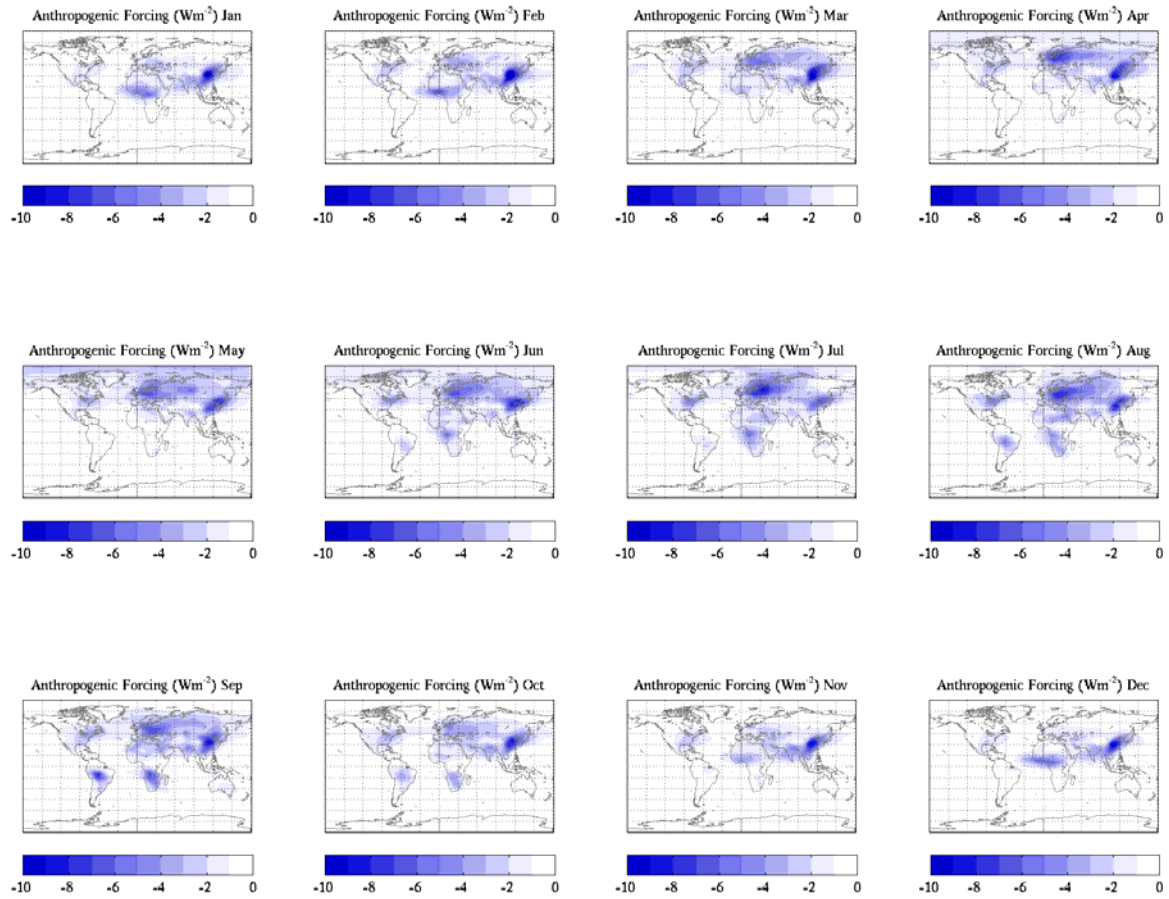 Anthropogenic Forcing (Wm⁻²) Jan
Anthropogenic Forcing (Wm⁻²) Feb
Anthropogenic Forcing (Wm⁻²) Mar
Anthropogenic Forcing (Wm⁻²) Apr
-10 -8 -6 -4 -2 0
-10 -8 -6 -4 -2 0
-10 -8 -6 -4 -2 0
-10 -8 -6 -4 -2 0
Anthropogenic Forcing (Wm⁻²) May
Anthropogenic Forcing (Wm⁻²) Jun
Anthropogenic Forcing (Wm⁻²) Jul
Anthropogenic Forcing (Wm⁻²) Aug
-10 -8 -6 -4 -2 0
-10 -8 -6 -4 -2 0
-10 -8 -6 -4 -2 0
-10 -8 -6 -4 -2 0
Anthropogenic Forcing (Wm⁻²) Sep
Anthropogenic Forcing (Wm⁻²) Oct
Anthropogenic Forcing (Wm⁻²) Nov
Anthropogenic Forcing (Wm⁻²) Dec
-10 -8 -6 -4 -2 0
-10 -8 -6 -4 -2 0
-10 -8 -6 -4 -2 0
-10 -8 -6 -4 -2 0